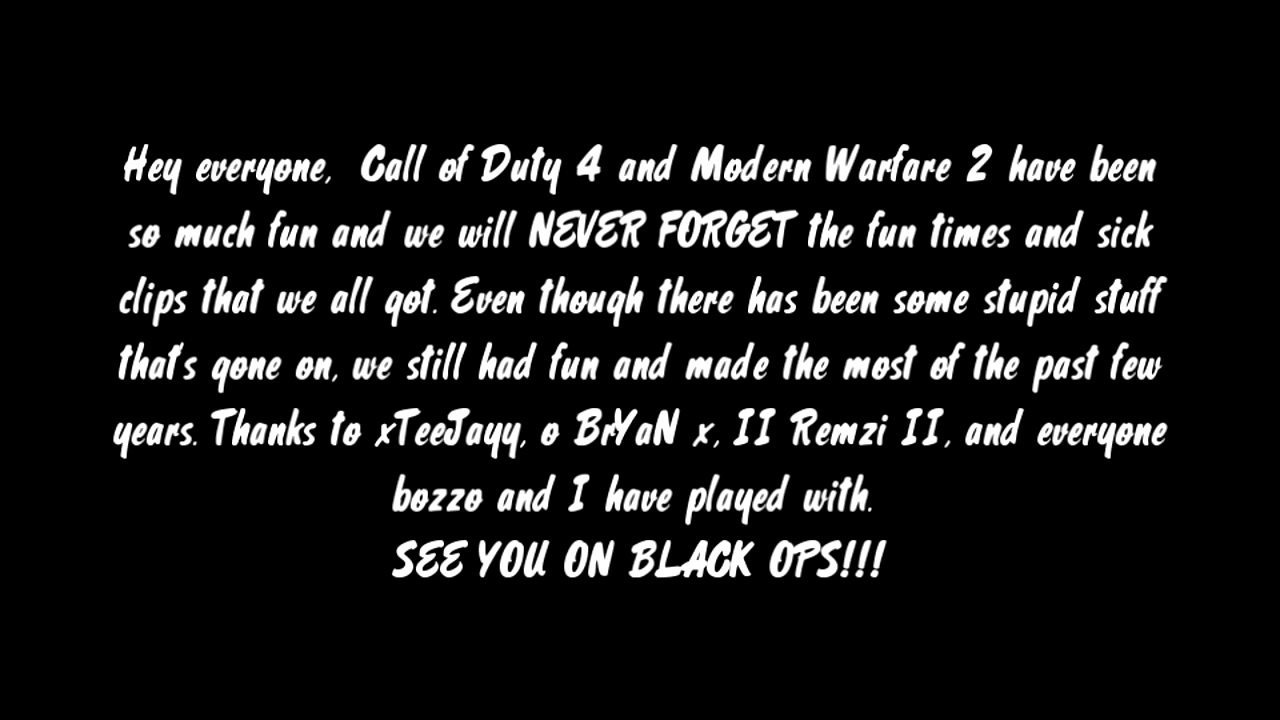 Hey everyone,  Call of Duty 4 and Modern Warfare 2 have been
so much fun and we will NEVER FORGET the fun times and sick
clips that we all got. Even though there has been some stupid stuff
that's gone on, we still had fun and made the most of the past few
years. Thanks to xTeeJayy, o BrYaN x, II Remzi II, and everyone
bozzo and I have played with.
SEE YOU ON BLACK OPS!!!